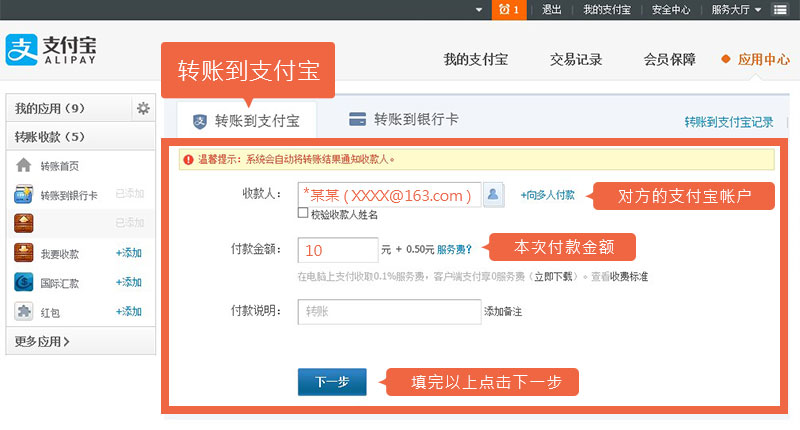 1 退出 我的支付宝 安全中心 服务大厅
支付宝
ALIPAY
我的支付宝 交易记录 会员保障 应用中心
转账到支付宝
我的应用（9）
转账收款（5）
转账首页
转账到银行卡 已添加
已添加
我要收款 +添加
国际汇款 +添加
红包 +添加
更多应用
转账到支付宝 转账到银行卡 转账到支付宝记录
温馨提示：系统会自动将转账结果通知收款人。
收款人： *某某 ( XXXX@163.com ) +向多人付款 对方的支付宝帐户
校验收款人姓名
付款金额： 10 元 + 0.50元 服务费? 本次付款金额
在电脑上支付收取0.1%服务费，客户端支付享0服务费（立即下载）。查看收费标准
付款说明： 转账 添加备注
下一步 填完以上点击下一步